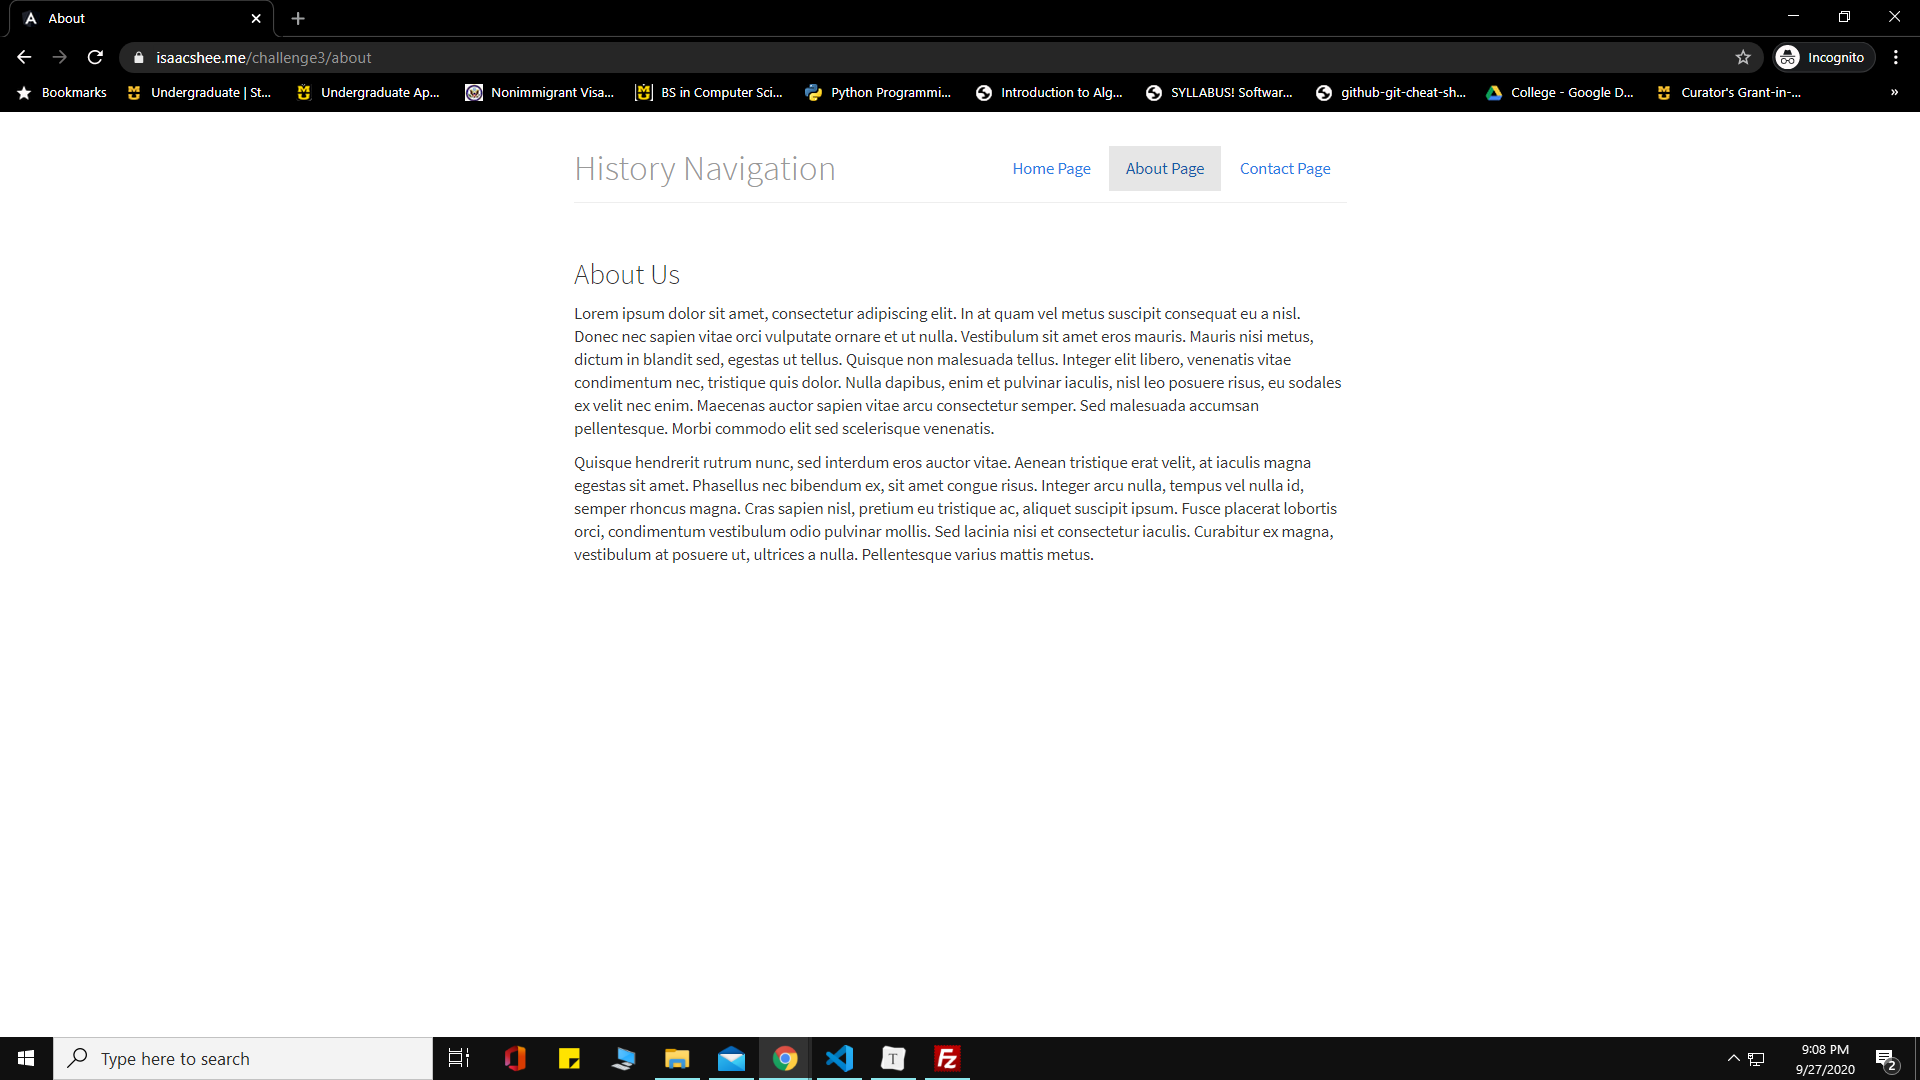 About
isaacshee.me/challenge3/about
Incognito
Bookmarks
Undergraduate | St...
Undergraduate Ap...
Nonimmigrant Visa...
BS in Computer Sci...
Python Programmi...
Introduction to Alg...
SYLLABUS! Softwar...
github-git-cheat-sh...
College - Google D...
Curator's Grant-in-...
»
History Navigation
Home Page
About Page
Contact Page
About Us
Lorem ipsum dolor sit amet, consectetur adipiscing elit. In at quam vel metus suscipit consequat eu a nisl.
Donec nec sapien vitae orci vulputate ornare et ut nulla. Vestibulum sit amet eros mauris. Mauris nisi metus,
dictum in blandit sed, egestas ut tellus. Quisque non malesuada tellus. Integer elit libero, venenatis vitae
condimentum nec, tristique quis dolor. Nulla dapibus, enim et pulvinar iaculis, nisl leo posuere risus, eu sodales
ex velit nec enim. Maecenas auctor sapien vitae arcu consectetur semper. Sed malesuada accumsan
pellentesque. Morbi commodo elit sed scelerisque venenatis.
Quisque hendrerit rutrum nunc, sed interdum eros auctor vitae. Aenean tristique erat velit, at iaculis magna
egestas sit amet. Phasellus nec bibendum ex, sit amet congue risus. Integer arcu nulla, tempus vel nulla id,
semper rhoncus magna. Cras sapien nisl, pretium eu tristique ac, aliquet suscipit ipsum. Fusce placerat lobortis
orci, condimentum vestibulum odio pulvinar mollis. Sed lacinia nisi et consectetur iaculis. Curabitur ex magna,
vestibulum at posuere ut, ultrices a nulla. Pellentesque varius mattis metus.
Type here to search
T
Fz
9:08 PM
9/27/2020
2